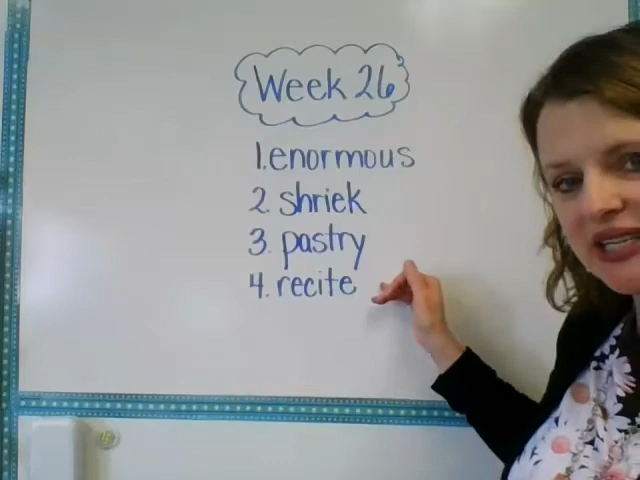 Week 26
1. enormous
2. shriek
3. pastry
4. recite